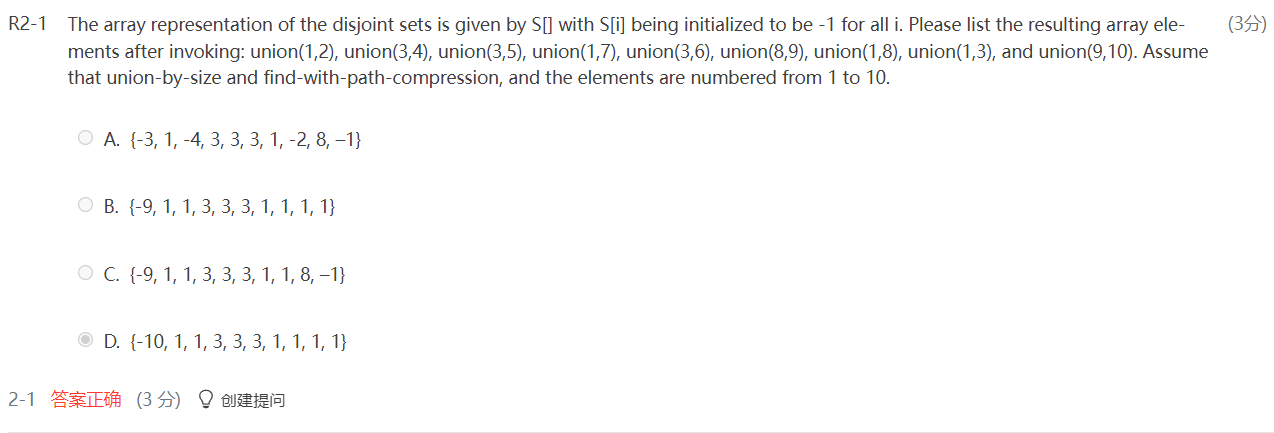 R2-1 The array representation of the disjoint sets is given by S[] with S[i] being initialized to be -1 for all i. Please list the resulting array ele- (3分)
ments after invoking: union(1,2), union(3,4), union(3,5), union(1,7), union(3,6), union(8,9), union(1,8), union(1,3), and union(9,10). Assume
that union-by-size and find-with-path-compression, and the elements are numbered from 1 to 10.
A. {-3, 1, -4, 3, 3, 3, 1, -2, 8, –1}
B. {-9, 1, 1, 3, 3, 3, 1, 1, 1, 1}
C. {-9, 1, 1, 3, 3, 3, 1, 1, 8, –1}
D. {-10, 1, 1, 3, 3, 3, 1, 1, 1, 1}
2-1 答案正确 (3 分) 创建提问